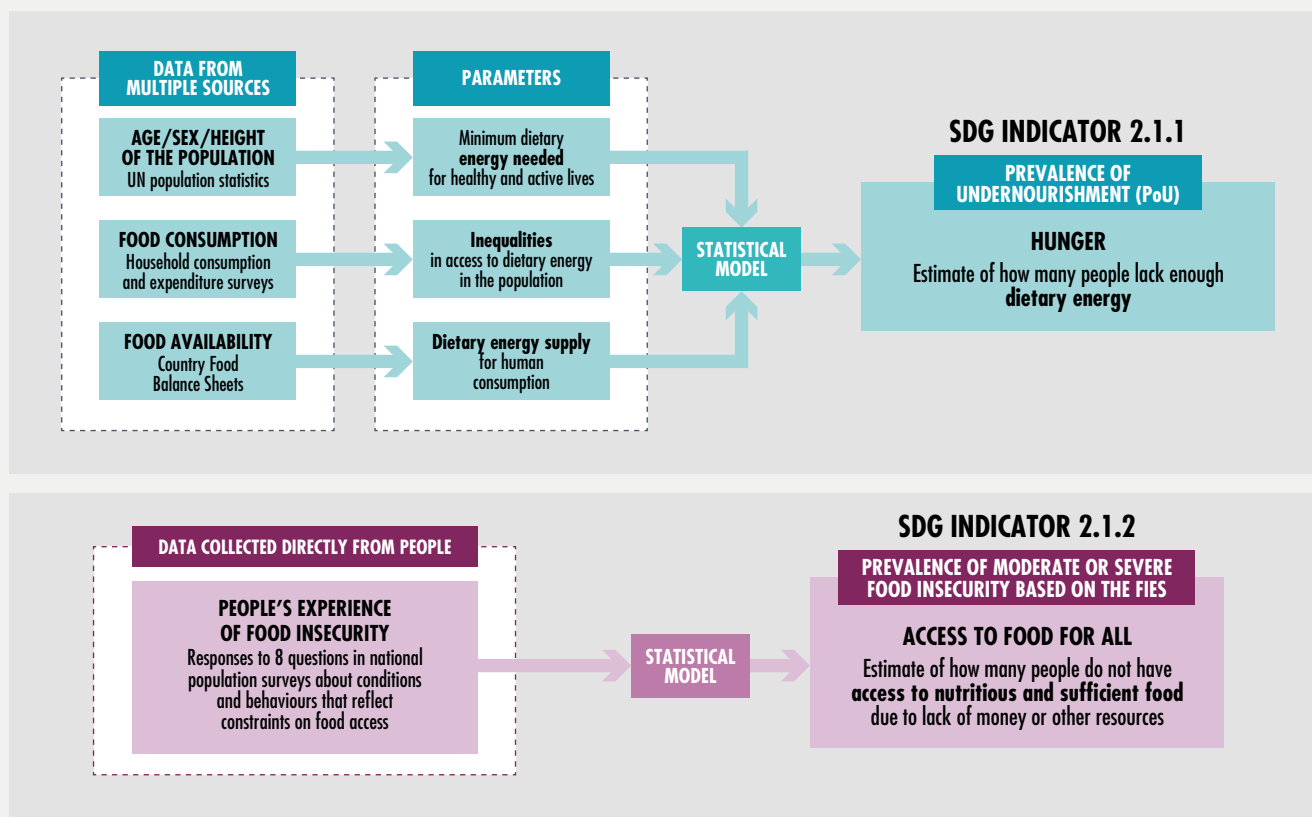 DATA FROM
MULTIPLE SOURCES
PARAMETERS
AGE/SEX/HEIGHT
OF THE POPULATION
UN population statistics
Minimum dietary
energy needed
for healthy and active lives
FOOD CONSUMPTION
Household consumption
and expenditure surveys
Inequalities
in access to dietary energy
in the population
FOOD AVAILABILITY
Country Food
Balance Sheets
Dietary energy supply
for human
consumption
STATISTICAL
MODEL
SDG INDICATOR 2.1.1
PREVALENCE OF
UNDERNOURISHMENT (PoU)
HUNGER
Estimate of how many people lack enough
dietary energy
DATA COLLECTED DIRECTLY FROM PEOPLE
PEOPLE'S EXPERIENCE
OF FOOD INSECURITY
Responses to 8 questions in national
population surveys about conditions
and behaviours that reflect
constraints on food access
STATISTICAL
MODEL
SDG INDICATOR 2.1.2
PREVALENCE OF MODERATE OR SEVERE
FOOD INSECURITY BASED ON THE FIES
ACCESS TO FOOD FOR ALL
Estimate of how many people do not have
access to nutritious and sufficient food
due to lack of money or other resources